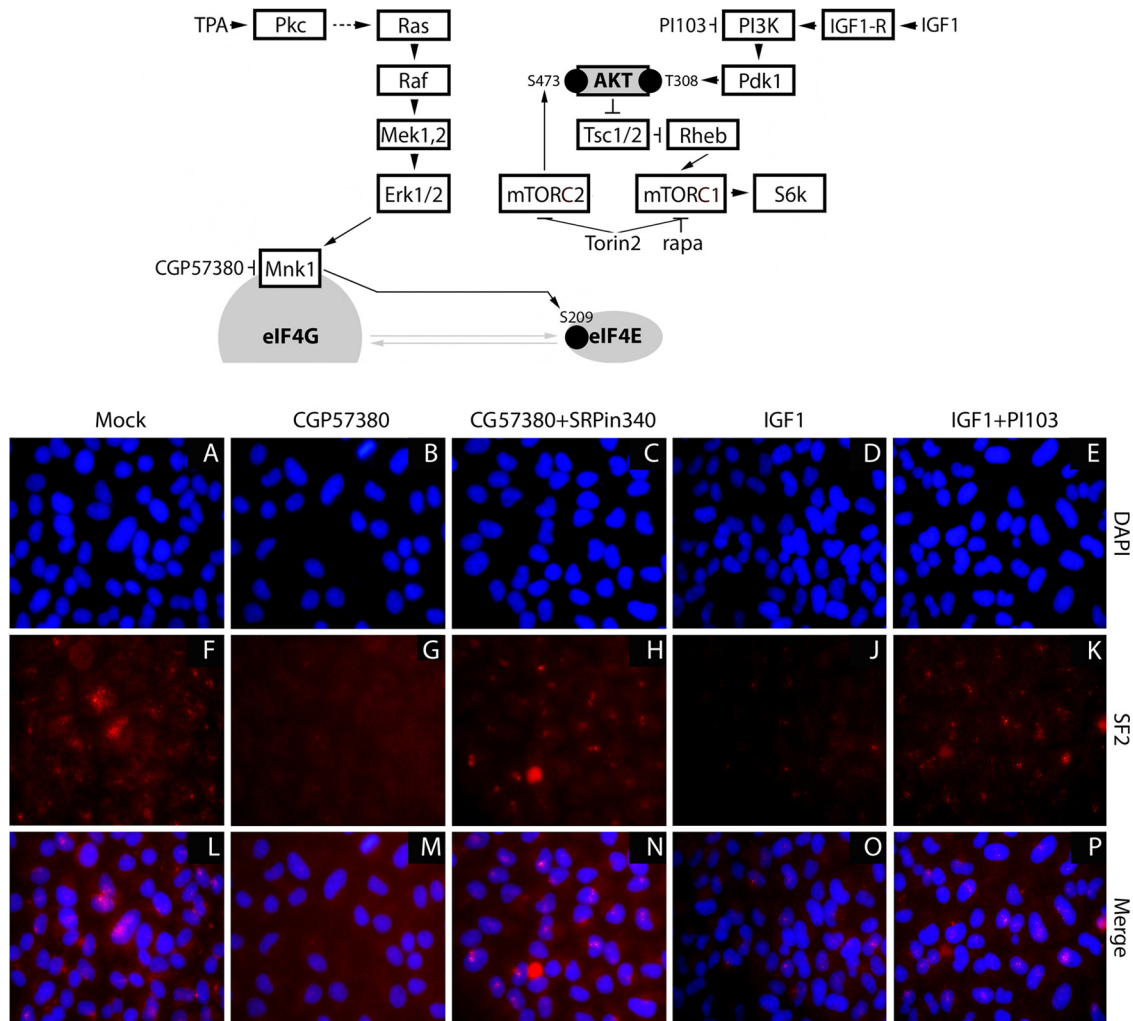 TPA Pkc Ras PI103 PI3K IGF1-R IGF1
Raf S473 AKT T308 Pdk1
Mek1,2 Tsc1/2 Rheb
Erk1/2 mTORC2 mTORC1 S6k
Torin2 rapa
CGP57380 Mnk1
S209
eIF4G eIF4E
Mock CGP57380 CG57380+SRPin340 IGF1 IGF1+PI103
A B C D E
DAPI
F G H J K
SF2
L M N O P
Merge